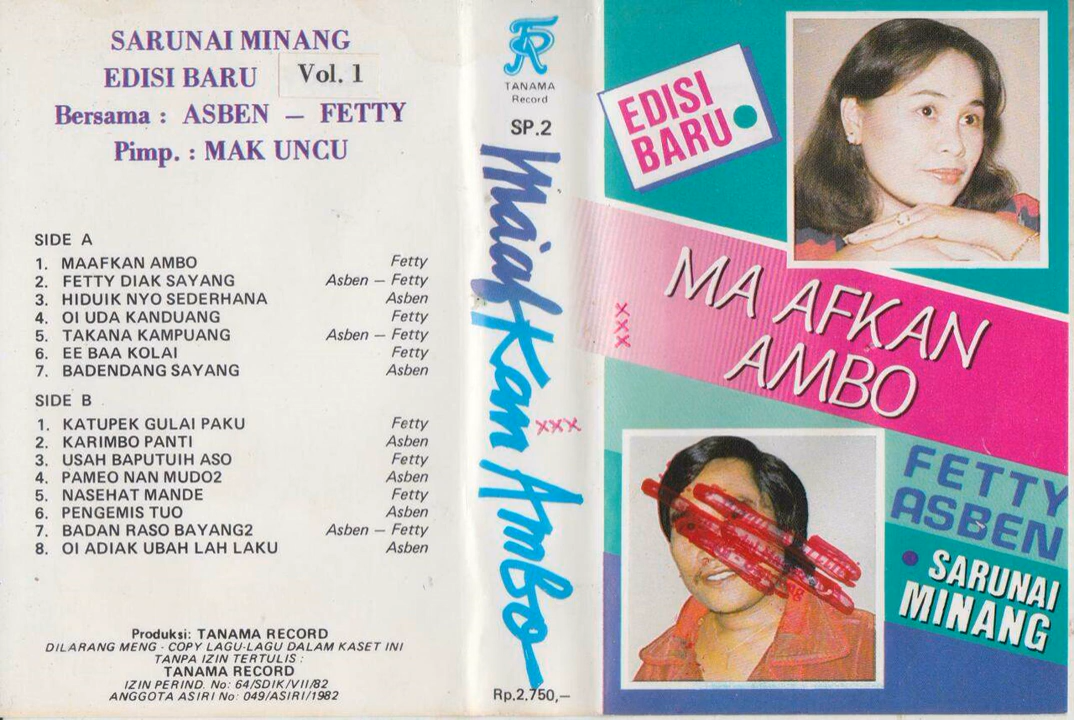 SARUNAI MINANG
EDISI BARU Vol. 1
Bersama : ASBEN — FETTY
Pimp. : MAK UNCU
SIDE A
1. MAAFKAN AMBO Fetty
2. FETTY DIAK SAYANG Asben — Fetty
3. HIDUIK NYO SEDERHANA Asben
4. OI UDA KANDUANG Fetty
5. TAKANA KAMPUANG Asben — Fetty
6. EE BAA KOLAI Fetty
7. BADENDANG SAYANG Asben
SIDE B
1. KATUPEK GULAI PAKU Fetty
2. KARIMBO PANTI Asben
3. USAH BAPUTUIH ASO Fetty
4. PAMEO NAN MUDO2 Asben
5. NASEHAT MANDE Fetty
6. PENGEMIS TUO Asben
7. BADAN RASO BAYANG2 Asben — Fetty
8. OI ADIAK UBAH LAH LAKU Asben
Produksi: TANAMA RECORD
DILARANG MENG - COPY LAGU-LAGU DALAM KASET INI
TANPA IZIN TERTULIS :
TANAMA RECORD
IZIN PERIND. No: 64/SDIK/VII/82
ANGGOTA ASIRI No: 049/ASIRI/1982
TANAMA
Record
SP.2
Maafkan Ambo
xxx
Rp.2.750,—
EDISI
BARU
MA AFKAN
AMBO
xxx
FETTY
ASBEN
• SARUNAI
MINANG